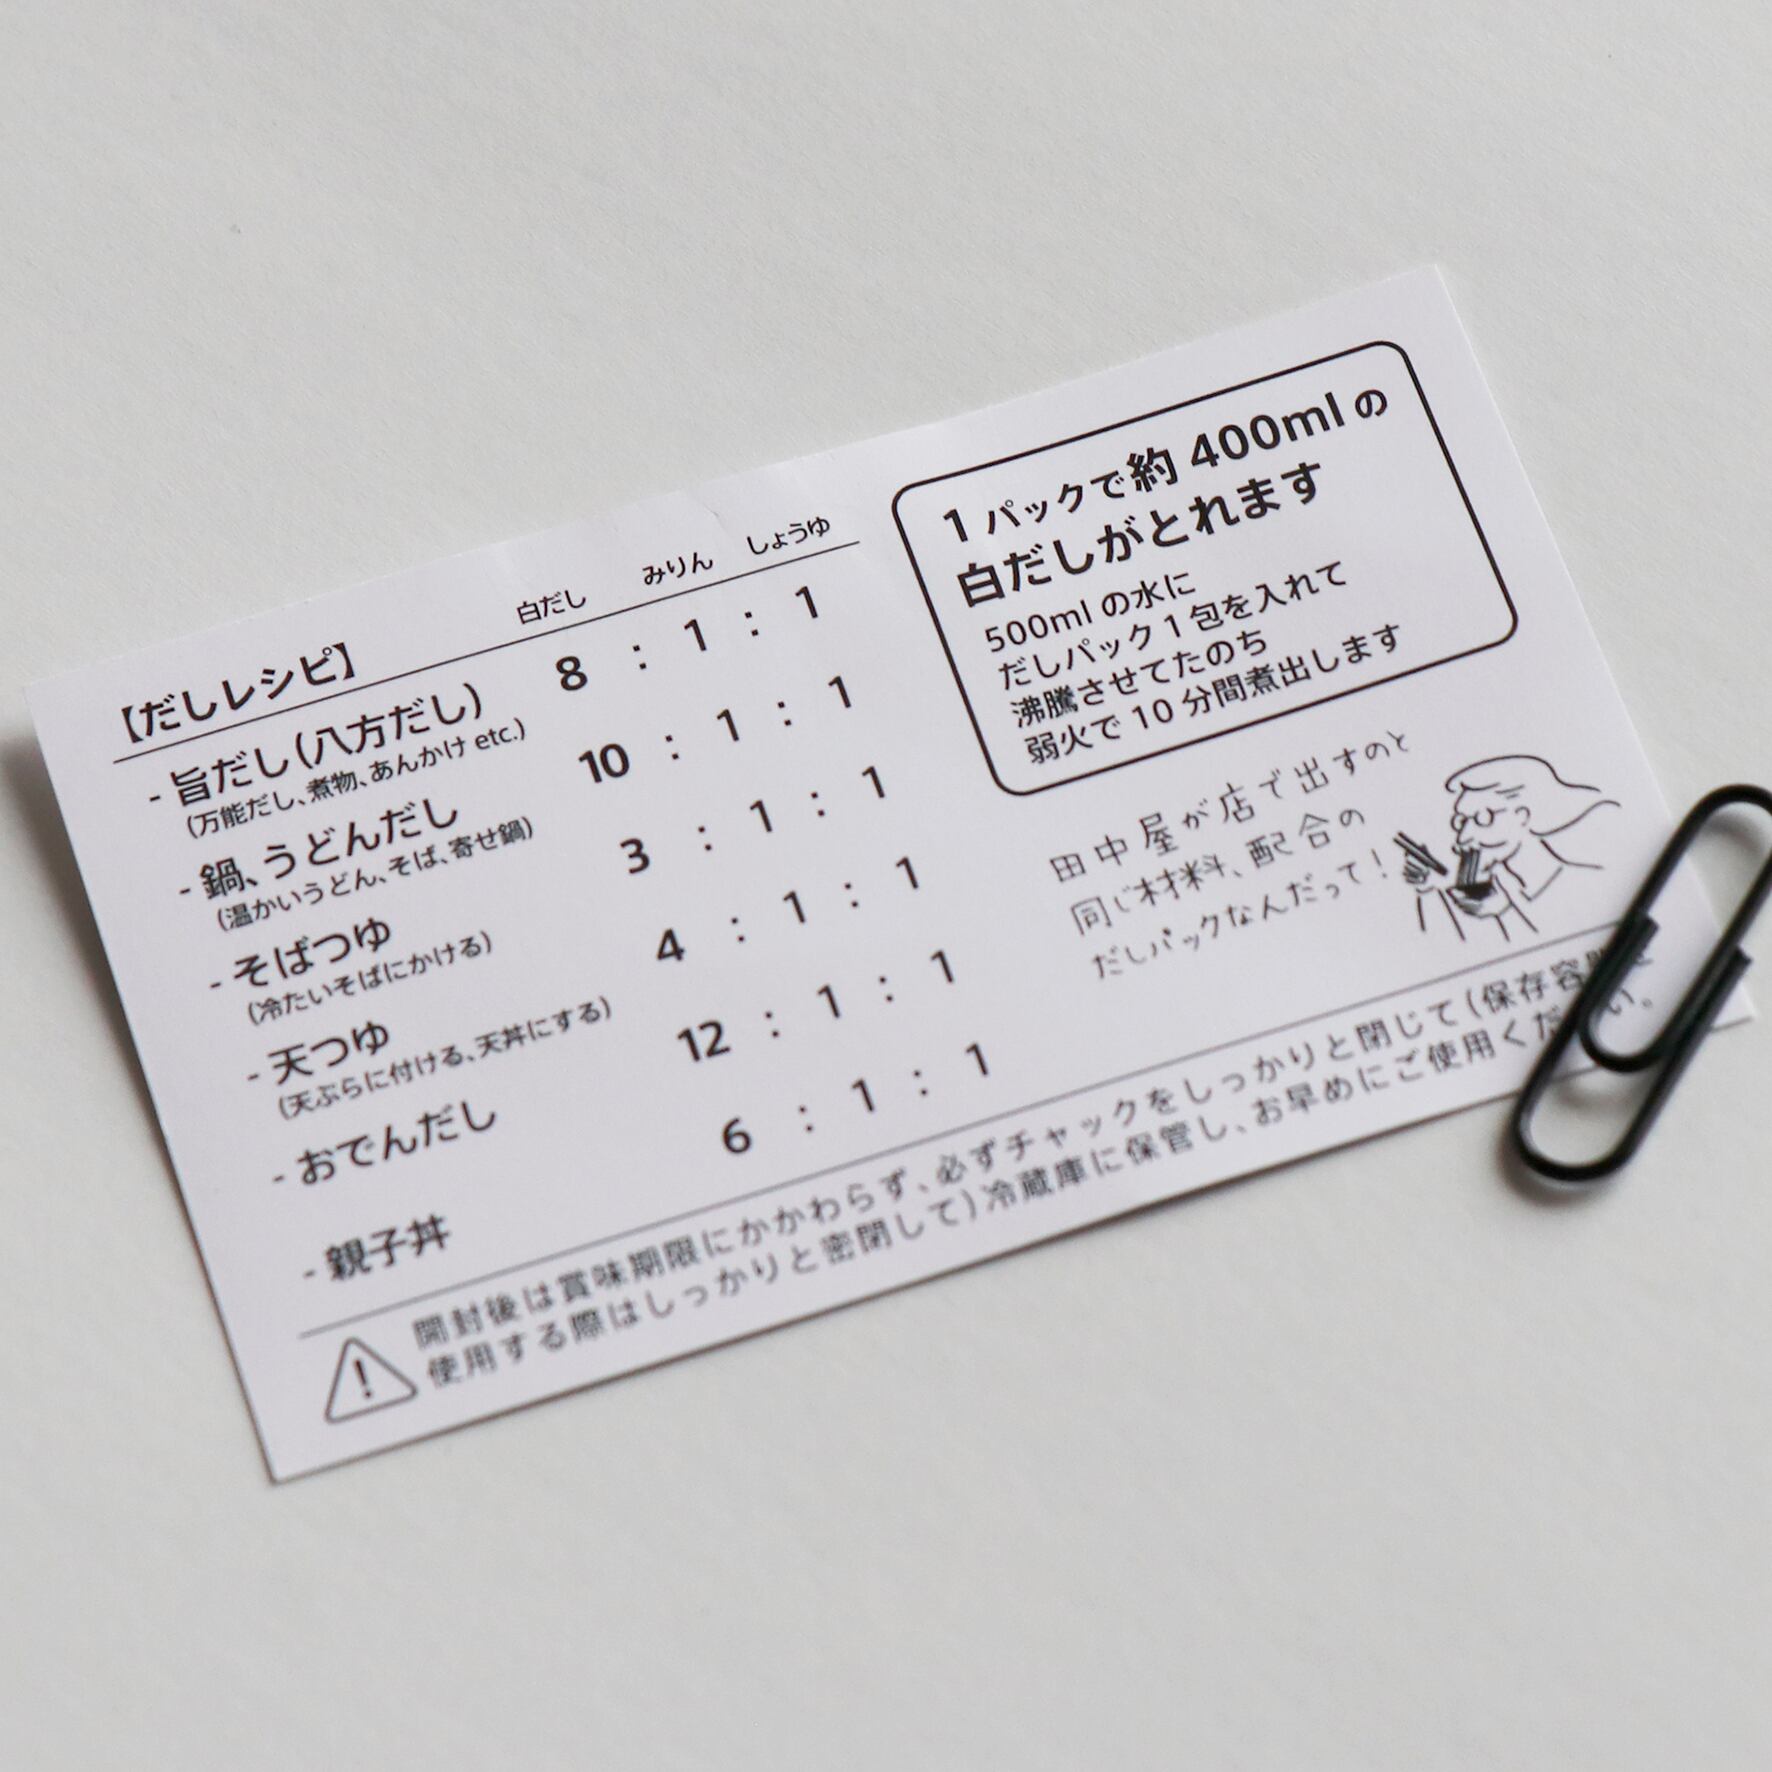 【だしレシピ】 白だし みりん しょうゆ
- 旨だし(八方だし) 8 : 1 : 1
(万能だし、煮物、あんかけ etc.)
- 鍋、うどんだし 10 : 1 : 1
(温かいうどん、そば、寄せ鍋)
- そばつゆ 3 : 1 : 1
(冷たいそばにかける)
- 天つゆ 4 : 1 : 1
(天ぷらに付ける、天丼にする)
- おでんだし 12 : 1 : 1
- 親子丼 6 : 1 : 1
1パックで約 400ml の
白だしがとれます
500ml の水に
だしパック1包を入れて
沸騰させてたのち
弱火で 10 分間煮出します
田中屋が店で出すのと
同じ材料、配合の
だしパックなんだって!
開封後は賞味期限にかかわらず、必ずチャックをしっかりと閉じて(保存容
使用する際はしっかりと密閉して)冷蔵庫に保管し、お早めにご使用ください。